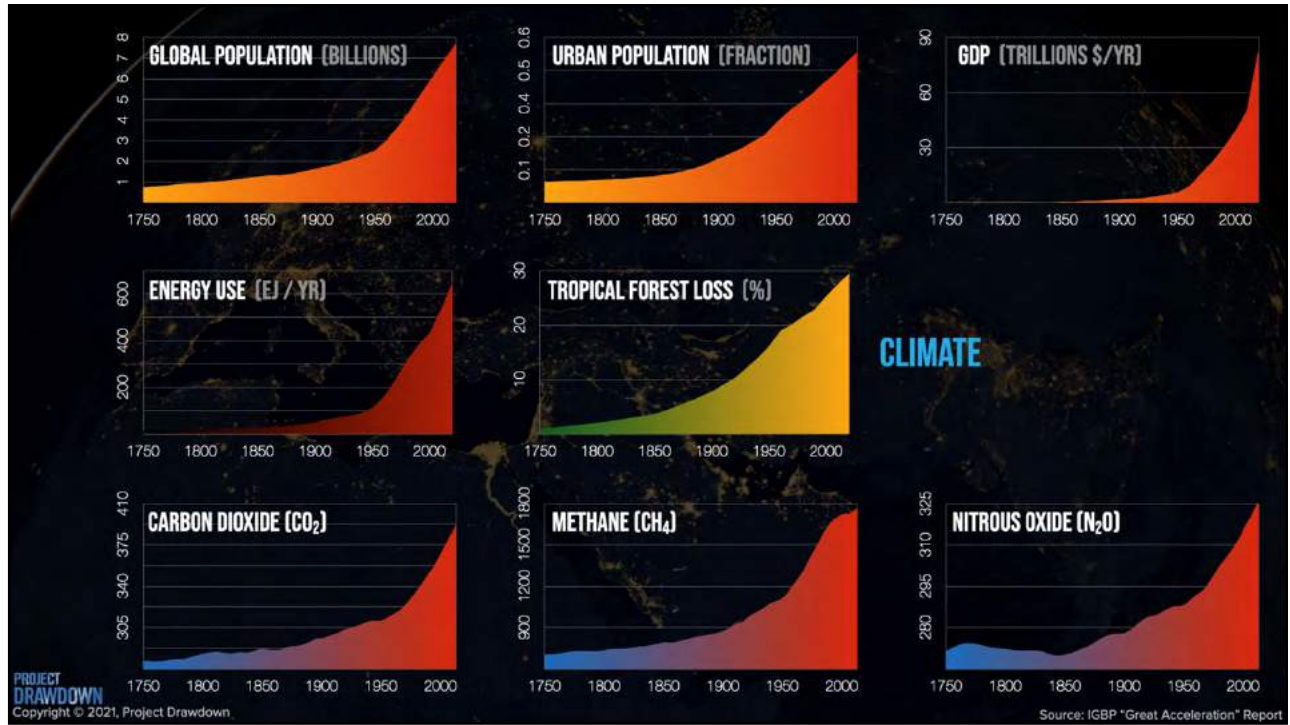 GLOBAL POPULATION (BILLIONS)
8
7
6
5
4
3
2
1
1750 1800 1850 1900 1950 2000
URBAN POPULATION (FRACTION)
0.6
0.5
0.4
0.2
0.1
1750 1800 1850 1900 1950 2000
GDP (TRILLIONS $/YR)
90
60
30
1750 1800 1850 1900 1950 2000
ENERGY USE (EJ / YR)
600
400
200
1750 1800 1850 1900 1950 2000
TROPICAL FOREST LOSS (%)
30
20
10
1750 1800 1850 1900 1950 2000
CLIMATE
CARBON DIOXIDE (CO₂)
410
375
340
305
1750 1800 1850 1900 1950 2000
METHANE (CH₄)
1800
1500
1200
900
1750 1800 1850 1900 1950 2000
NITROUS OXIDE (N₂O)
325
310
295
280
1750 1800 1850 1900 1950 2000
PROJECT
DRAWDOWN
Copyright © 2021, Project Drawdown
Source: IGBP "Great Acceleration" Report